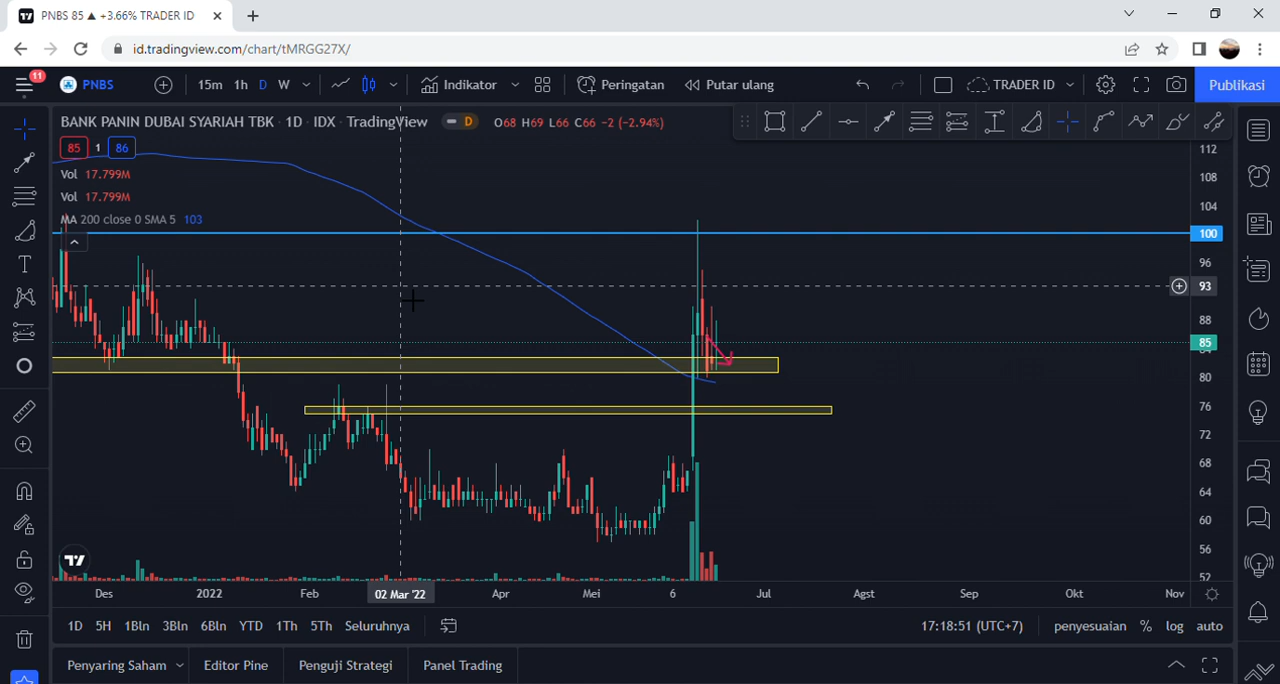 PNBS 85 ▲ +3.66% TRADER ID
id.tradingview.com/chart/tMRGG27X/
11 PNBS 15m 1h D W Indikator Peringatan Putar ulang TRADER ID Publikasi
BANK PANIN DUBAI SYARIAH TBK · 1D · IDX · TradingView D O68 H69 L66 C66 −2 (−2.94%)
85 1 86
Vol 17.799M
Vol 17.799M
MA 200 close 0 SMA 5 103
112
108
104
100
96
93
88
85
84
80
76
72
68
64
60
56
52
Des 2022 Feb 02 Mar '22 Apr Mei 6 Jul Agst Sep Okt Nov
1D 5H 1Bln 3Bln 6Bln YTD 1Th 5Th Seluruhnya 17:18:51 (UTC+7) penyesuaian % log auto
Penyaring Saham Editor Pine Penguji Strategi Panel Trading